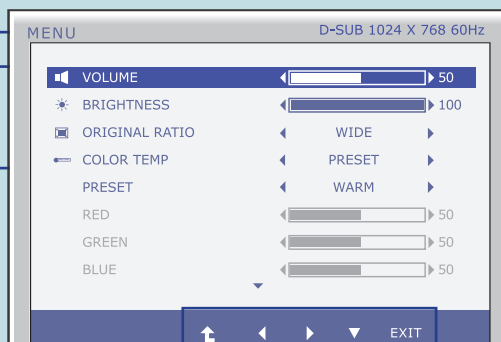 MENU D-SUB 1024 X 768 60Hz
VOLUME 50
BRIGHTNESS 100
ORIGINAL RATIO WIDE
COLOR TEMP PRESET
PRESET WARM
RED 50
GREEN 50
BLUE 50
EXIT